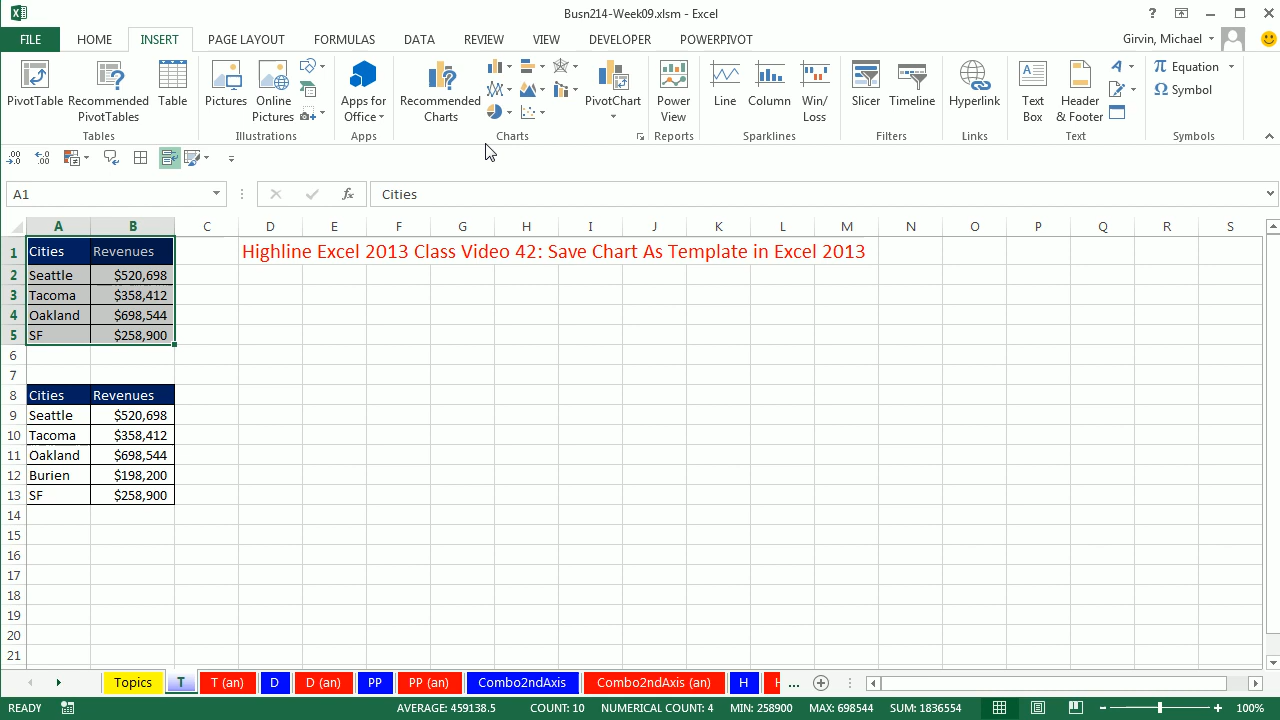 Busn214-Week09.xlsm - Excel
FILE HOME INSERT PAGE LAYOUT FORMULAS DATA REVIEW VIEW DEVELOPER POWERPIVOT Girvin, Michael
PivotTable Recommended PivotTables Table Pictures Online Pictures Apps for Office Recommended Charts PivotChart Power View Line Column Win/ Loss Slicer Timeline Hyperlink Text Box Header & Footer Equation Symbol
Tables Illustrations Apps Charts Reports Sparklines Filters Links Text Symbols
A1 fx Cities
A B C D E F G H I J K L M N O P Q R S
1 Cities Revenues Highline Excel 2013 Class Video 42: Save Chart As Template in Excel 2013
2 Seattle $520,698
3 Tacoma $358,412
4 Oakland $698,544
5 SF $258,900
6
7
8 Cities Revenues
9 Seattle $520,698
10 Tacoma $358,412
11 Oakland $698,544
12 Burien $198,200
13 SF $258,900
14
15
16
17
18
19
20
21
Topics T T (an) D D (an) PP PP (an) Combo2ndAxis Combo2ndAxis (an) H ...
READY AVERAGE: 459138.5 COUNT: 10 NUMERICAL COUNT: 4 MIN: 258900 MAX: 698544 SUM: 1836554 100%